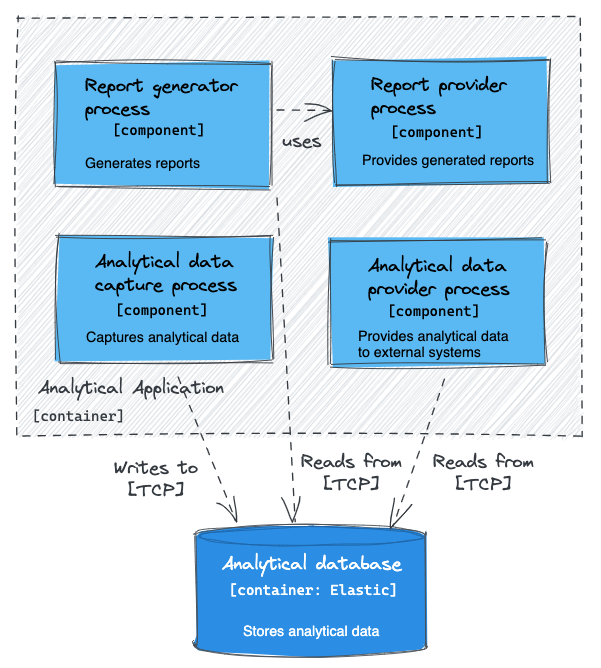 Report generator
process
[component]
Generates reports
uses
Report provider
process
[component]
Provides generated reports
Analytical data
capture process
[component]
Captures analytical data
Analytical data
provider process
[component]
Provides analytical data
to external systems
Analytical Application
[container]
Writes to
[TCP]
Reads from
[TCP]
Reads from
[TCP]
Analytical database
[container: Elastic]
Stores analytical data